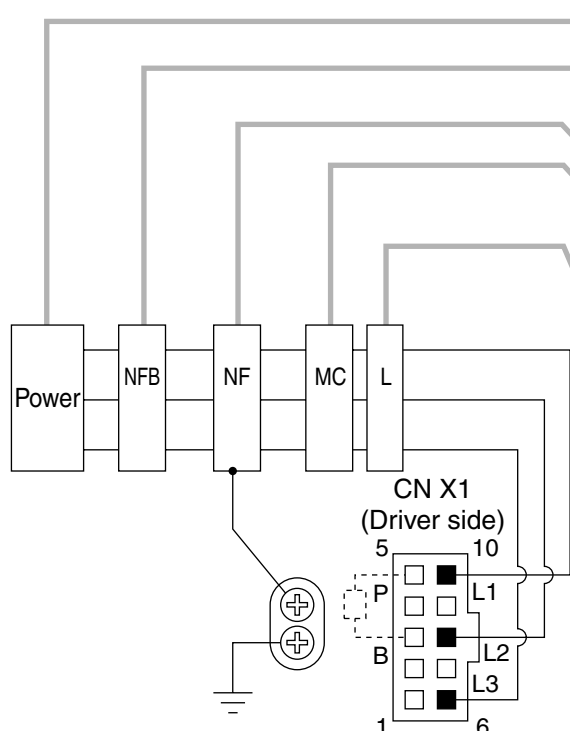 Power
NFB
NF
MC
L
CN X1
(Driver side)
5
10
P
L1
B
L2
L3
1
6